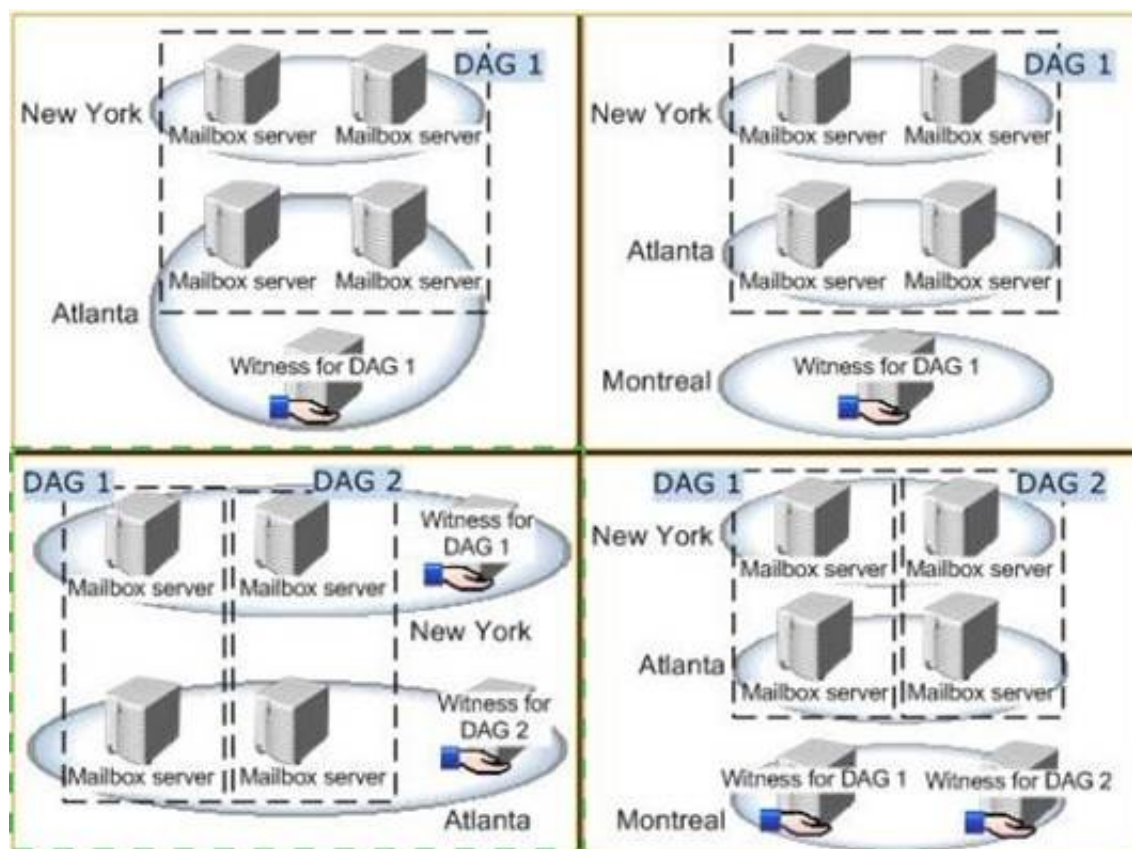 DAG 1
New York
Mailbox server Mailbox server
Mailbox server Mailbox server
Atlanta
Witness for DAG 1
DAG 1
New York
Mailbox server Mailbox server
Atlanta
Mailbox server Mailbox server
Montreal
Witness for DAG 1
DAG 1 DAG 2
Witness for
DAG 1
Mailbox server Mailbox server
New York
Witness for
DAG 2
Mailbox server Mailbox server
Atlanta
DAG 1 DAG 2
New York
Mailbox server Mailbox server
Atlanta
Mailbox server Mailbox server
Witness for DAG 1 Witness for DAG 2
Montreal